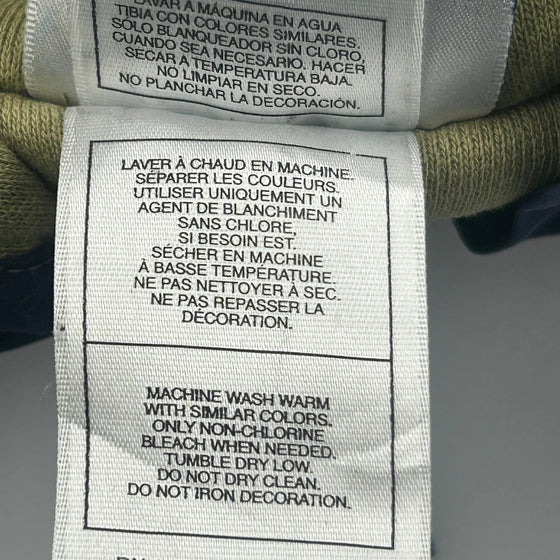 LAVAR A MÁQUINA EN AGUA
TIBIA CON COLORES SIMILARES.
SOLO BLANQUEADOR SIN CLORO,
CUANDO SEA NECESARIO. HACER
SECAR A TEMPERATURA BAJA.
NO LIMPIAR EN SECO.
NO PLANCHAR LA DECORACIÓN.
LAVER À CHAUD EN MACHINE.
SÉPARER LES COULEURS.
UTILISER UNIQUEMENT UN
AGENT DE BLANCHIMENT
SANS CHLORE,
SI BESOIN EST.
SÉCHER EN MACHINE
À BASSE TEMPÉRATURE.
NE PAS NETTOYER À SEC.
NE PAS REPASSER LA
DÉCORATION.
MACHINE WASH WARM
WITH SIMILAR COLORS.
ONLY NON-CHLORINE
BLEACH WHEN NEEDED.
TUMBLE DRY LOW.
DO NOT DRY CLEAN.
DO NOT IRON DECORATION.